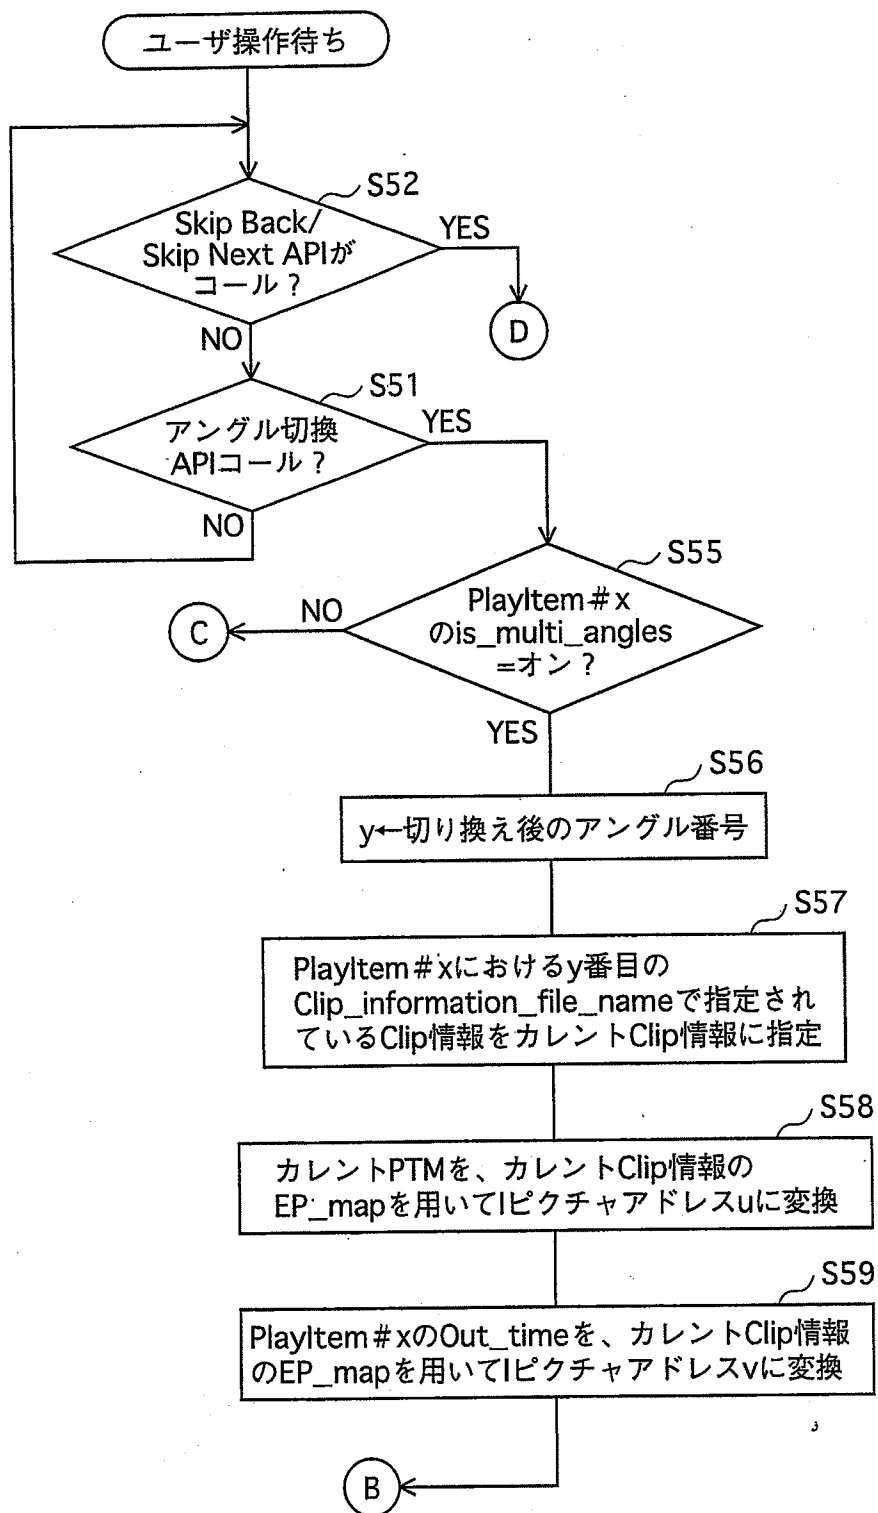 ユーザ操作待ち
S52
Skip Back/
Skip Next APIが
コール？
YES
D
NO
S51
アングル切換
APIコール？
YES
NO
S55
PlayItem＃x
のis_multi_angles
=オン？
NO
C
YES
S56
y←切り換え後のアングル番号
S57
PlayItem＃xにおけるy番目の
Clip_information_file_nameで指定され
ているClip情報をカレントClip情報に指定
S58
カレントPTMを、カレントClip情報の
EP_mapを用いてIピクチャアドレスuに変換
S59
PlayItem＃xのOut_timeを、カレントClip情報
のEP_mapを用いてIピクチャアドレスvに変換
B